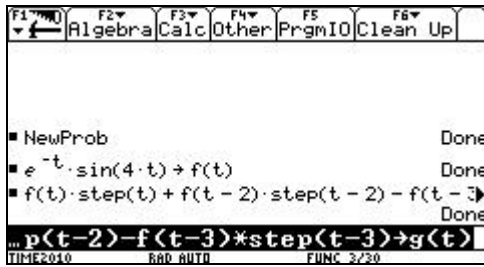 F1 F2 F3 F4 F5 F6
Algebra Calc Other PrgmIO Clean Up
NewProb Done
e^-t·sin(4·t)→f(t) Done
f(t)·step(t)+f(t-2)·step(t-2)-f(t-3
Done
…p(t-2)-f(t-3)*step(t-3)→g(t)
TIME2010 RAD AUTO FUNC 3/30